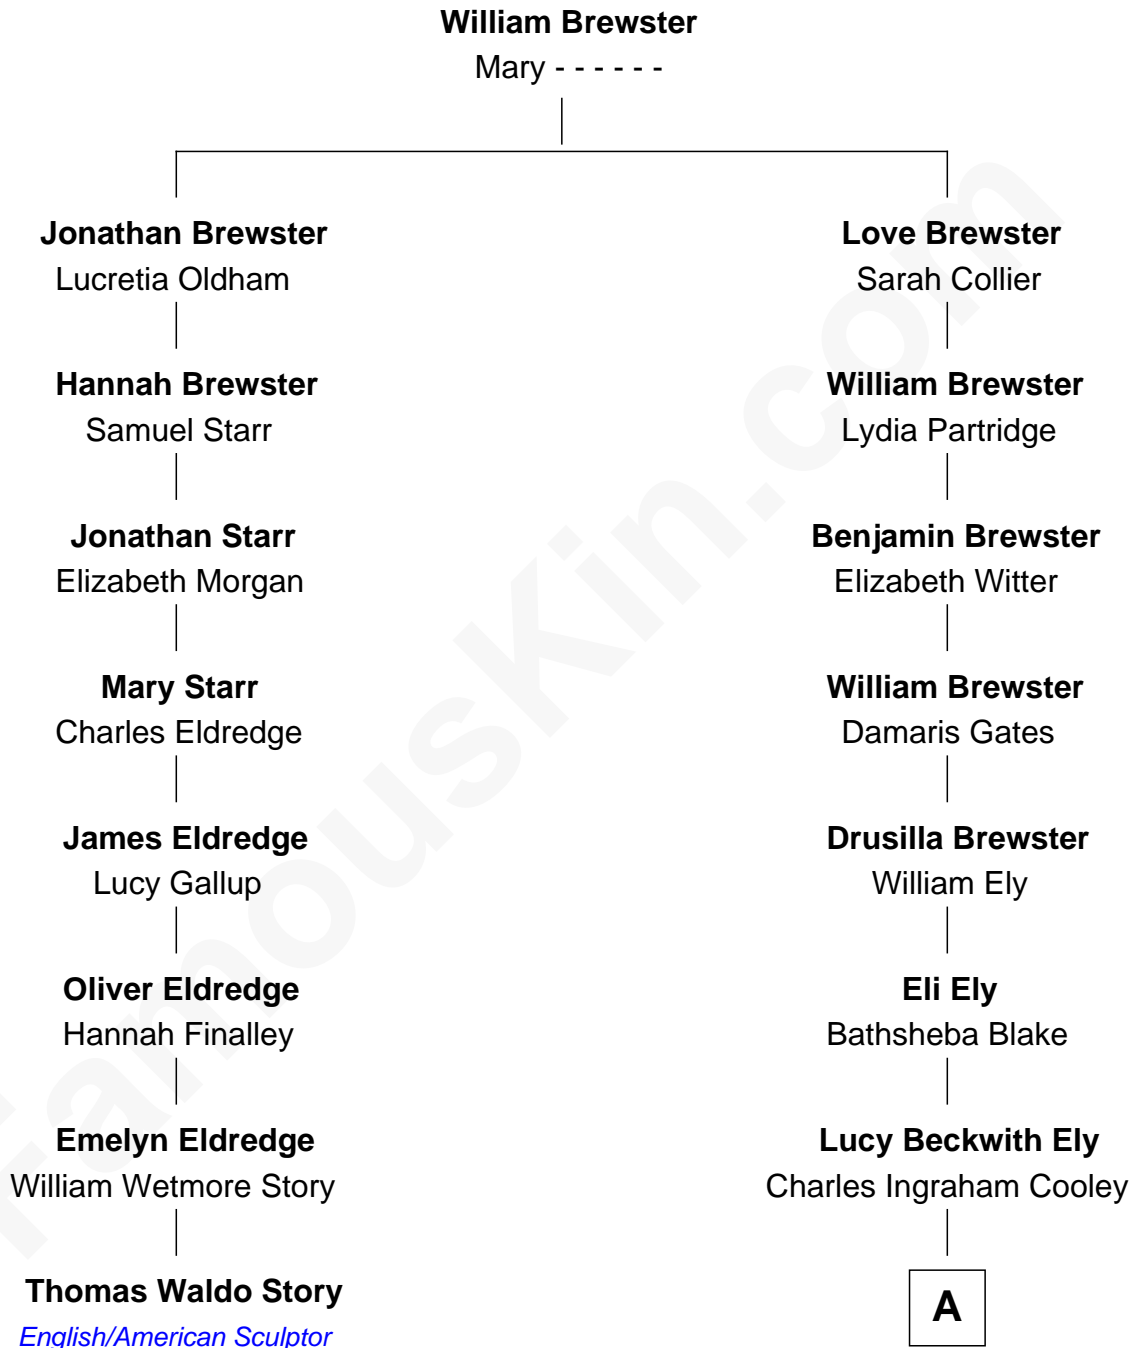 William Brewster
Mary - - - - - -
Jonathan Brewster
Lucretia Oldham
Hannah Brewster
Samuel Starr
Jonathan Starr
Elizabeth Morgan
Mary Starr
Charles Eldredge
James Eldredge
Lucy Gallup
Oliver Eldredge
Hannah Finalley
Emelyn Eldredge
William Wetmore Story
Thomas Waldo Story
English/American Sculptor
Love Brewster
Sarah Collier
William Brewster
Lydia Partridge
Benjamin Brewster
Elizabeth Witter
William Brewster
Damaris Gates
Drusilla Brewster
William Ely
Eli Ely
Bathsheba Blake
Lucy Beckwith Ely
Charles Ingraham Cooley
A
FamousKin.com